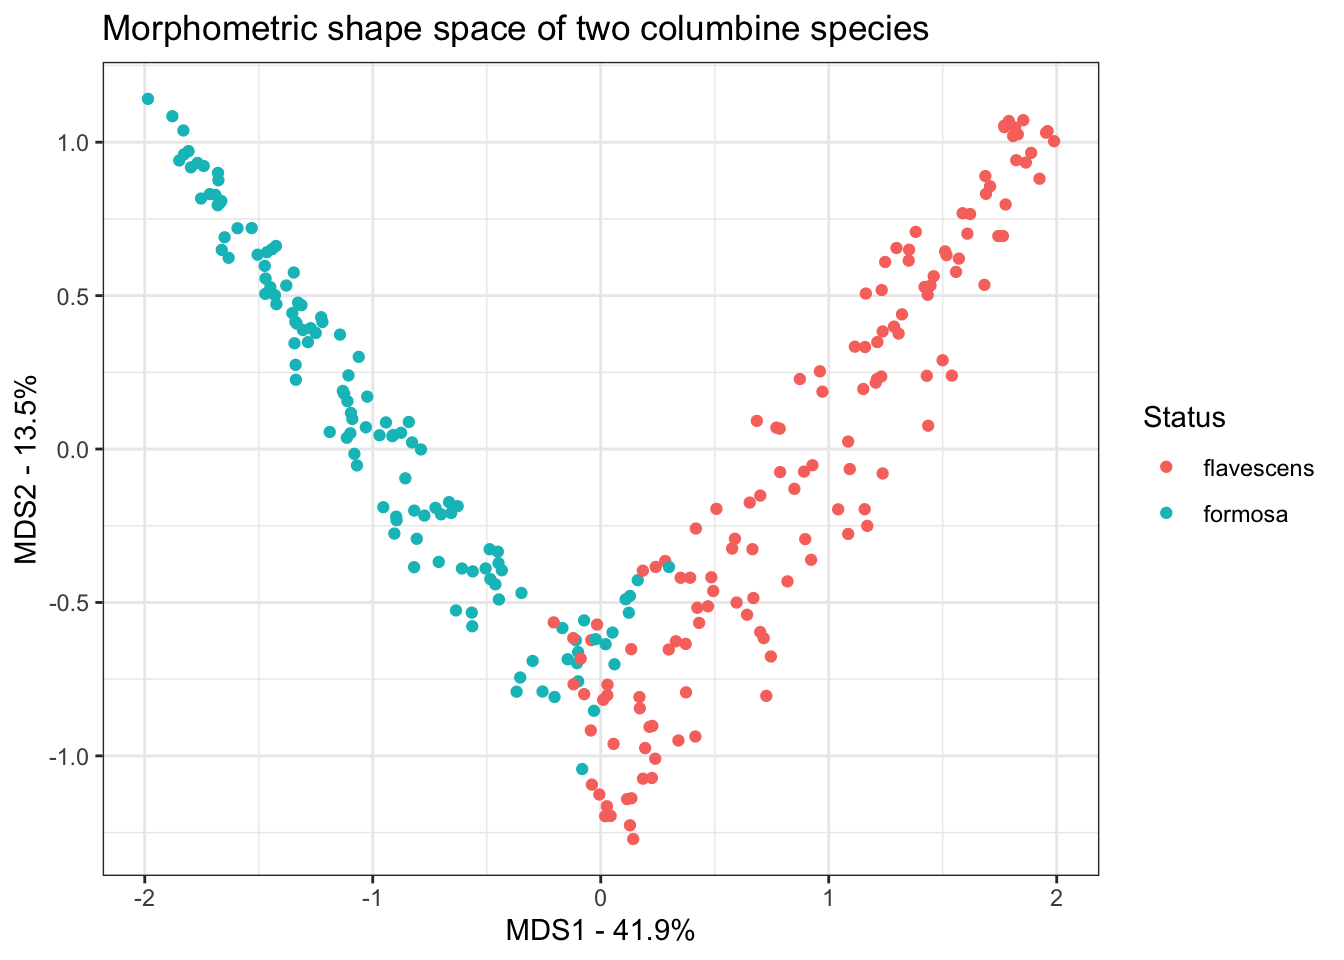 Morphometric shape space of two columbine species
MDS2 - 13.5%
1.0
0.5
0.0
-0.5
-1.0
-2
-1
0
1
2
MDS1 - 41.9%
Status
flavescens
formosa